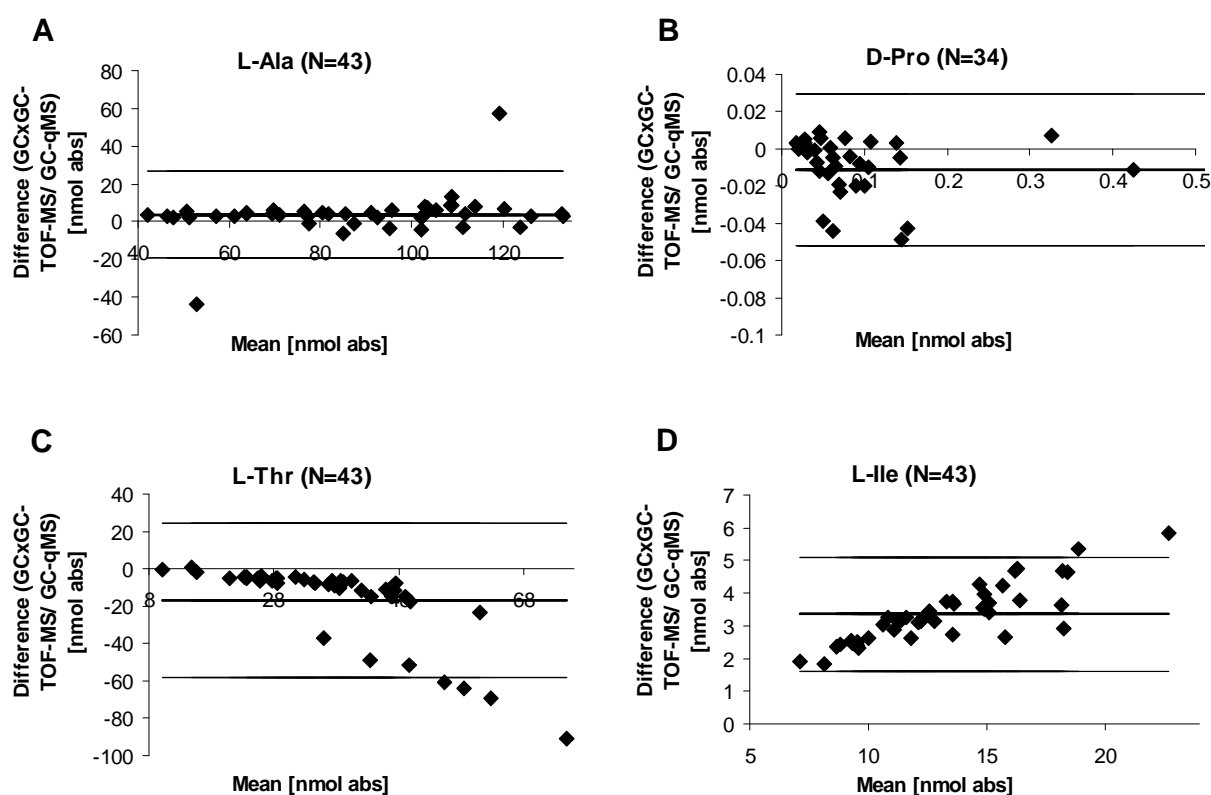 A
L-Ala (N=43)
Difference (GCxGC-
TOF-MS/ GC-qMS)
[nmol abs]
80
60
40
20
0
-20
-40
-60
40
60
80
100
120
Mean [nmol abs]
B
D-Pro (N=34)
Difference (GCxGC-
TOF-MS/ GC-qMS)
[nmol abs]
0.04
0.02
0
-0.02
-0.04
-0.06
-0.08
-0.1
0
0.1
0.2
0.3
0.4
0.5
Mean [nmol abs]
C
L-Thr (N=43)
Difference (GCxGC-
TOF-MS/ GC-qMS)
[nmol abs]
40
20
0
-20
-40
-60
-80
-100
8
28
48
68
Mean [nmol abs]
D
L-Ile (N=43)
Difference (GCxGC-
TOF-MS/ GC-qMS)
[nmol abs]
7
6
5
4
3
2
1
0
5
10
15
20
Mean [nmol abs]